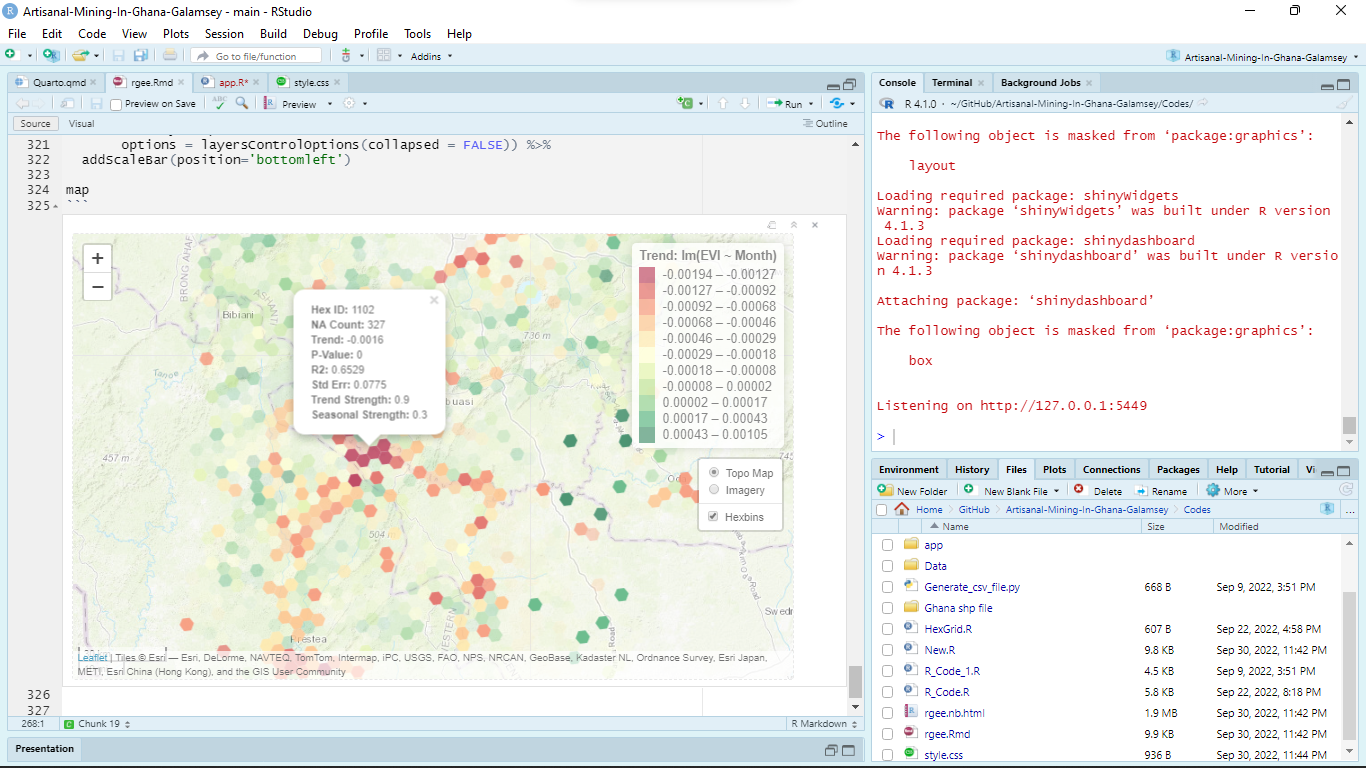 Artisanal-Mining-In-Ghana-Galamsey - main - RStudio
File Edit Code View Plots Session Build Debug Profile Tools Help
Go to file/function Addins Artisanal-Mining-In-Ghana-Galamsey
Quarto.qmd rgee.Rmd app.R* style.css
Preview on Save ABC Preview Run
Source Visual Outline
321 options = layersControlOptions(collapsed = FALSE)) %>%
322 addScaleBar(position='bottomleft')
323
324 map
325 ```
+
−
BRONG AHAF
ASHANTI
Bibiani
736 m
Tano
457 m
buasi
504
Prestea
WESTERN
Road
Road
Swedr
745
Hex ID: 1102
NA Count: 327
Trend: -0.0016
P-Value: 0
R2: 0.6529
Std Err: 0.0775
Trend Strength: 0.9
Seasonal Strength: 0.3
Trend: lm(EVI ~ Month)
-0.00194 – -0.00127
-0.00127 – -0.00092
-0.00092 – -0.00068
-0.00068 – -0.00046
-0.00046 – -0.00029
-0.00029 – -0.00018
-0.00018 – -0.00008
-0.00008 – 0.00002
0.00002 – 0.00017
0.00017 – 0.00043
0.00043 – 0.00105
Topo Map
Imagery
Hexbins
Leaflet | Tiles © Esri — Esri, DeLorme, NAVTEQ, TomTom, Intermap, iPC, USGS, FAO, NPS, NRCAN, GeoBase, Kadaster NL, Ordnance Survey, Esri Japan,
METI, Esri China (Hong Kong), and the GIS User Community
326
327
268:1 Chunk 19 R Markdown
Presentation
Console Terminal Background Jobs
R 4.1.0 · ~/GitHub/Artisanal-Mining-In-Ghana-Galamsey/Codes/
The following object is masked from ‘package:graphics’:
layout
Loading required package: shinyWidgets
Warning: package ‘shinyWidgets’ was built under R version
4.1.3
Loading required package: shinydashboard
Warning: package ‘shinydashboard’ was built under R versio
n 4.1.3
Attaching package: ‘shinydashboard’
The following object is masked from ‘package:graphics’:
box
Listening on http://127.0.0.1:5449
>
Environment History Files Plots Connections Packages Help Tutorial Vi
New Folder New Blank File Delete Rename More
Home GitHub Artisanal-Mining-In-Ghana-Galamsey Codes ...
Name Size Modified
app
Data
Generate_csv_file.py 668 B Sep 9, 2022, 3:51 PM
Ghana shp file
HexGrid.R 607 B Sep 22, 2022, 4:58 PM
New.R 9.8 KB Sep 30, 2022, 11:42 PM
R_Code_1.R 4.5 KB Sep 9, 2022, 3:51 PM
R_Code.R 5.8 KB Sep 22, 2022, 8:18 PM
rgee.nb.html 1.9 MB Sep 30, 2022, 11:42 PM
rgee.Rmd 9.9 KB Sep 30, 2022, 11:42 PM
style.css 936 B Sep 30, 2022, 11:44 PM